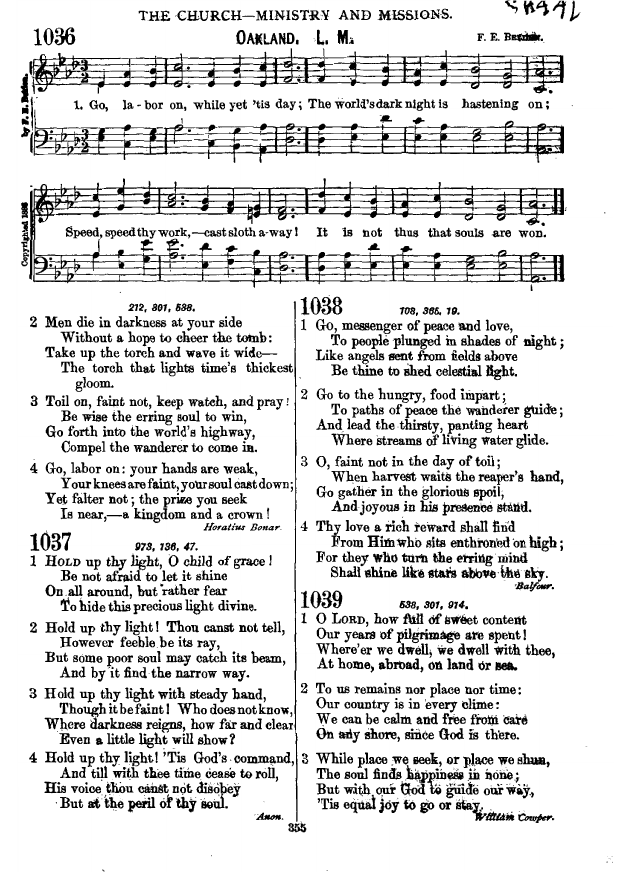 THE CHURCH—MINISTRY AND MISSIONS.
1036
OAKLAND. L. M.
F. E. Belden.
by F. E. Belden.
1. Go, la-bor on, while yet 'tis day; The world's dark night is hastening on;
Copyrighted 1886
Speed, speed thy work,—cast sloth a-way! It is not thus that souls are won.
212, 301, 538.
2 Men die in darkness at your side
Without a hope to cheer the tomb:
Take up the torch and wave it wide—
The torch that lights time's thickest
gloom.
3 Toil on, faint not, keep watch, and pray!
Be wise the erring soul to win,
Go forth into the world's highway,
Compel the wanderer to come in.
4 Go, labor on: your hands are weak,
Your knees are faint, your soul cast down;
Yet falter not; the prize you seek
Is near,—a kingdom and a crown!
Horatius Bonar.
1037
973, 136, 47.
1 HOLD up thy light, O child of grace!
Be not afraid to let it shine
On all around, but rather fear
To hide this precious light divine.
2 Hold up thy light! Thou canst not tell,
However feeble be its ray,
But some poor soul may catch its beam,
And by it find the narrow way.
3 Hold up thy light with steady hand,
Though it be faint! Who does not know,
Where darkness reigns, how far and clear
Even a little light will show?
4 Hold up thy light! 'Tis God's command,
And till with thee time cease to roll,
His voice thou canst not disobey
But at the peril of thy soul.
Anon.
1038
108, 365, 19.
1 Go, messenger of peace and love,
To people plunged in shades of night;
Like angels sent from fields above
Be thine to shed celestial light.
2 Go to the hungry, food impart;
To paths of peace the wanderer guide;
And lead the thirsty, panting heart
Where streams of living water glide.
3 O, faint not in the day of toil;
When harvest waits the reaper's hand,
Go gather in the glorious spoil,
And joyous in his presence stand.
4 Thy love a rich reward shall find
From Him who sits enthroned on high;
For they who turn the erring mind
Shall shine like stars above the sky.
Balfour.
1039
538, 301, 914.
1 O LORD, how full of sweet content
Our years of pilgrimage are spent!
Where'er we dwell, we dwell with thee,
At home, abroad, on land or sea.
2 To us remains nor place nor time:
Our country is in every clime:
We can be calm and free from care
On any shore, since God is there.
3 While place we seek, or place we shun,
The soul finds happiness in none;
But with our God to guide our way,
'Tis equal joy to go or stay.
William Cowper.
355